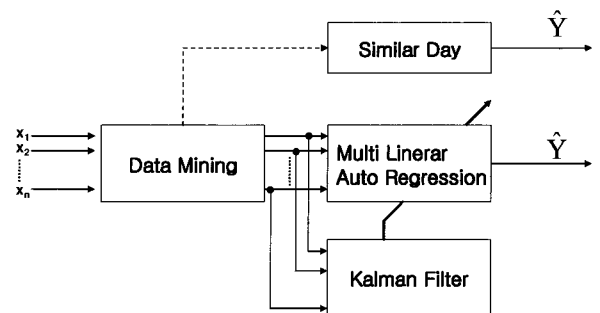 Similar Day
Ŷ
x₁
x₂
xₙ
Data Mining
Multi Linerar
Auto Regression
Ŷ
Kalman Filter